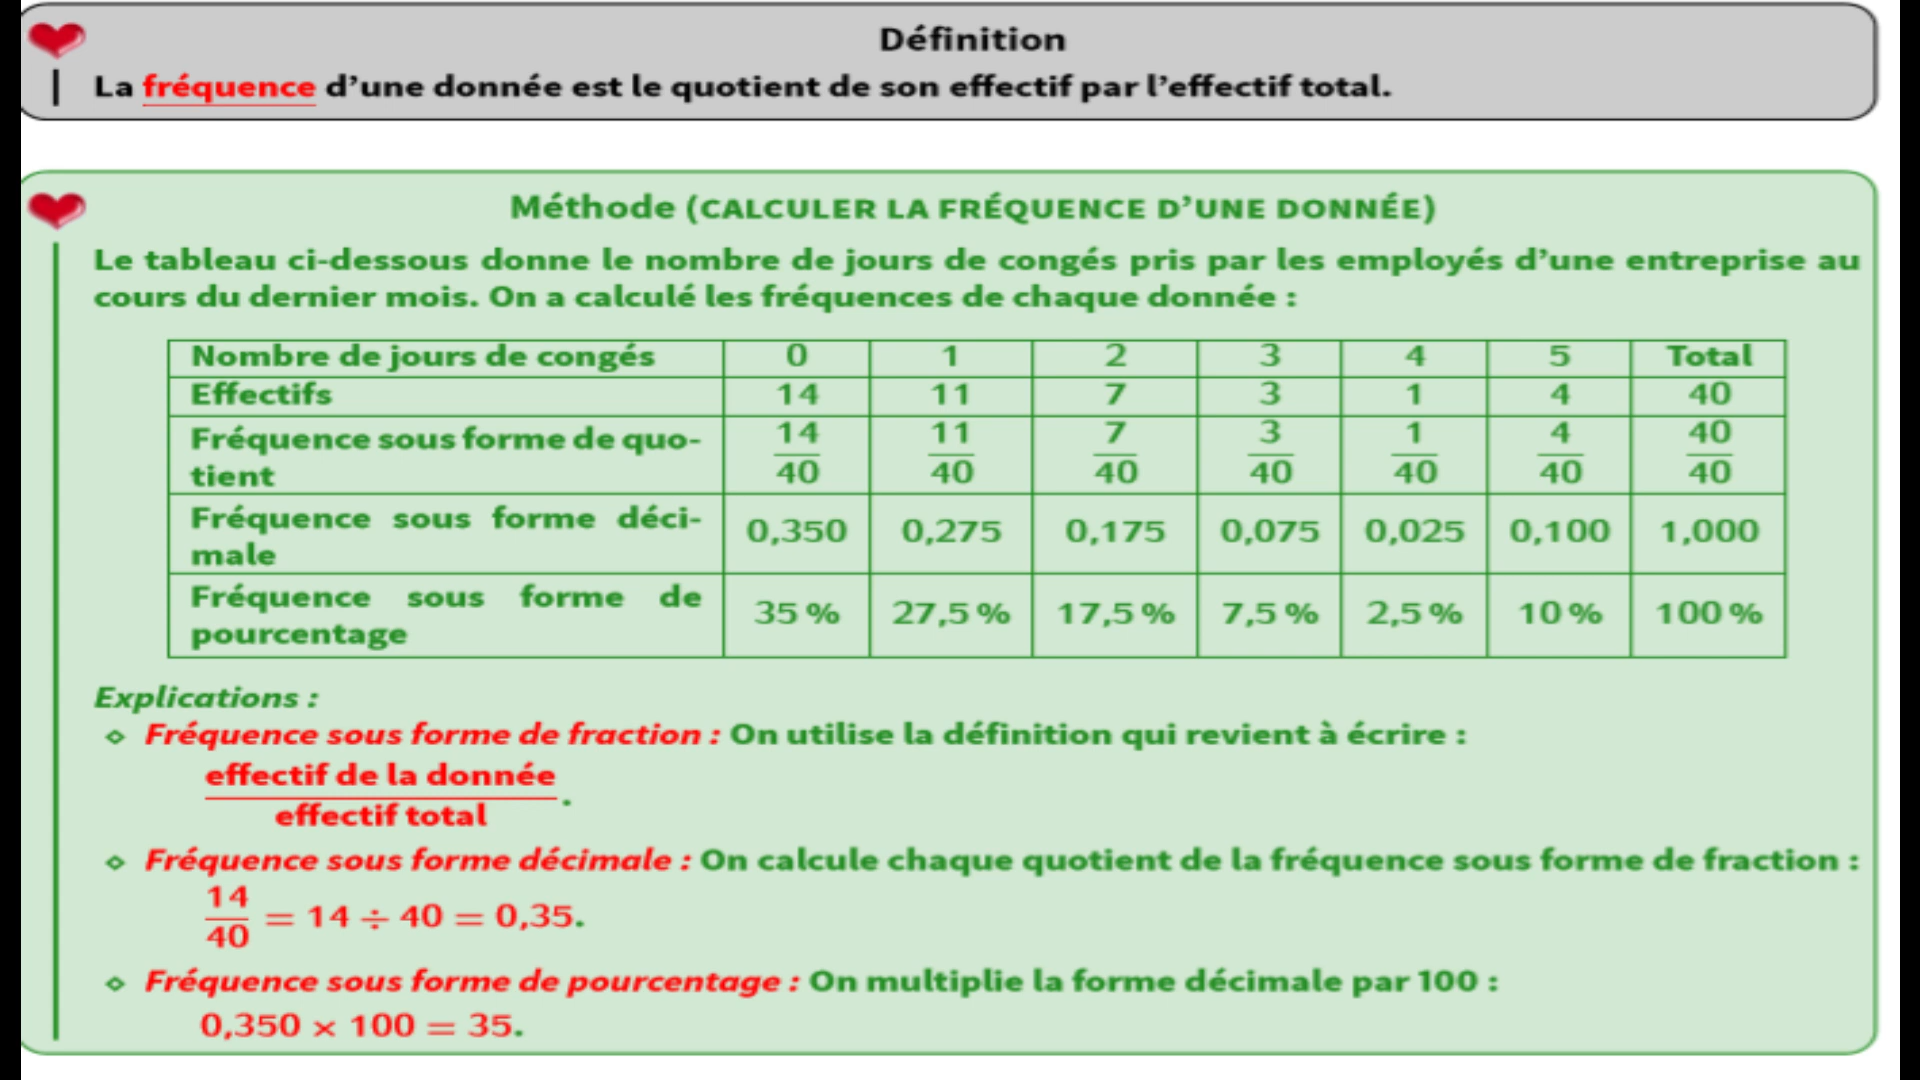 Définition
La fréquence d’une donnée est le quotient de son effectif par l’effectif total.
Méthode (CALCULER LA FRÉQUENCE D’UNE DONNÉE)
Le tableau ci-dessous donne le nombre de jours de congés pris par les employés d’une entreprise au
cours du dernier mois. On a calculé les fréquences de chaque donnée :
Nombre de jours de congés 0 1 2 3 4 5 Total
Effectifs 14 11 7 3 1 4 40
Fréquence sous forme de quo-
tient
14 11 7 3 1 4 40
40 40 40 40 40 40 40
Fréquence sous forme déci-
male
0,350 0,275 0,175 0,075 0,025 0,100 1,000
Fréquence sous forme de
pourcentage
35 % 27,5 % 17,5 % 7,5 % 2,5 % 10 % 100 %
Explications :
⋄ Fréquence sous forme de fraction : On utilise la définition qui revient à écrire :
effectif de la donnée
effectif total
.
⋄ Fréquence sous forme décimale : On calcule chaque quotient de la fréquence sous forme de fraction :
14
40
= 14 ÷ 40 = 0,35.
⋄ Fréquence sous forme de pourcentage : On multiplie la forme décimale par 100 :
0,350 × 100 = 35.